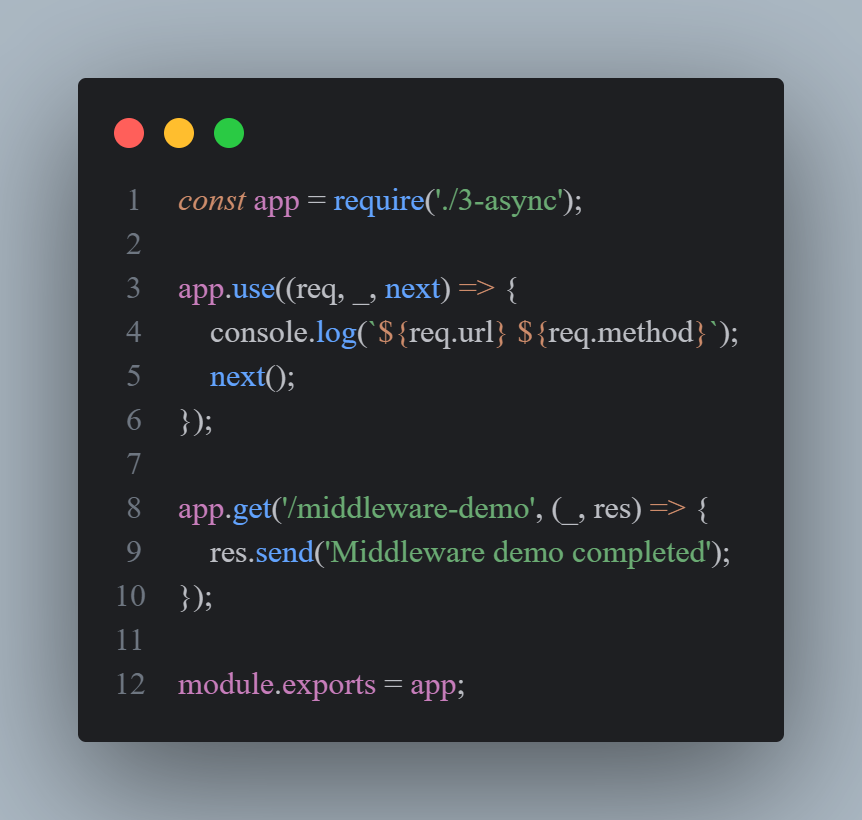 1 const app = require('./3-async');
2
3 app.use((req, _, next) => {
4     console.log(`${req.url} ${req.method}`);
5     next();
6 });
7
8 app.get('/middleware-demo', (_, res) => {
9     res.send('Middleware demo completed');
10 });
11
12 module.exports = app;